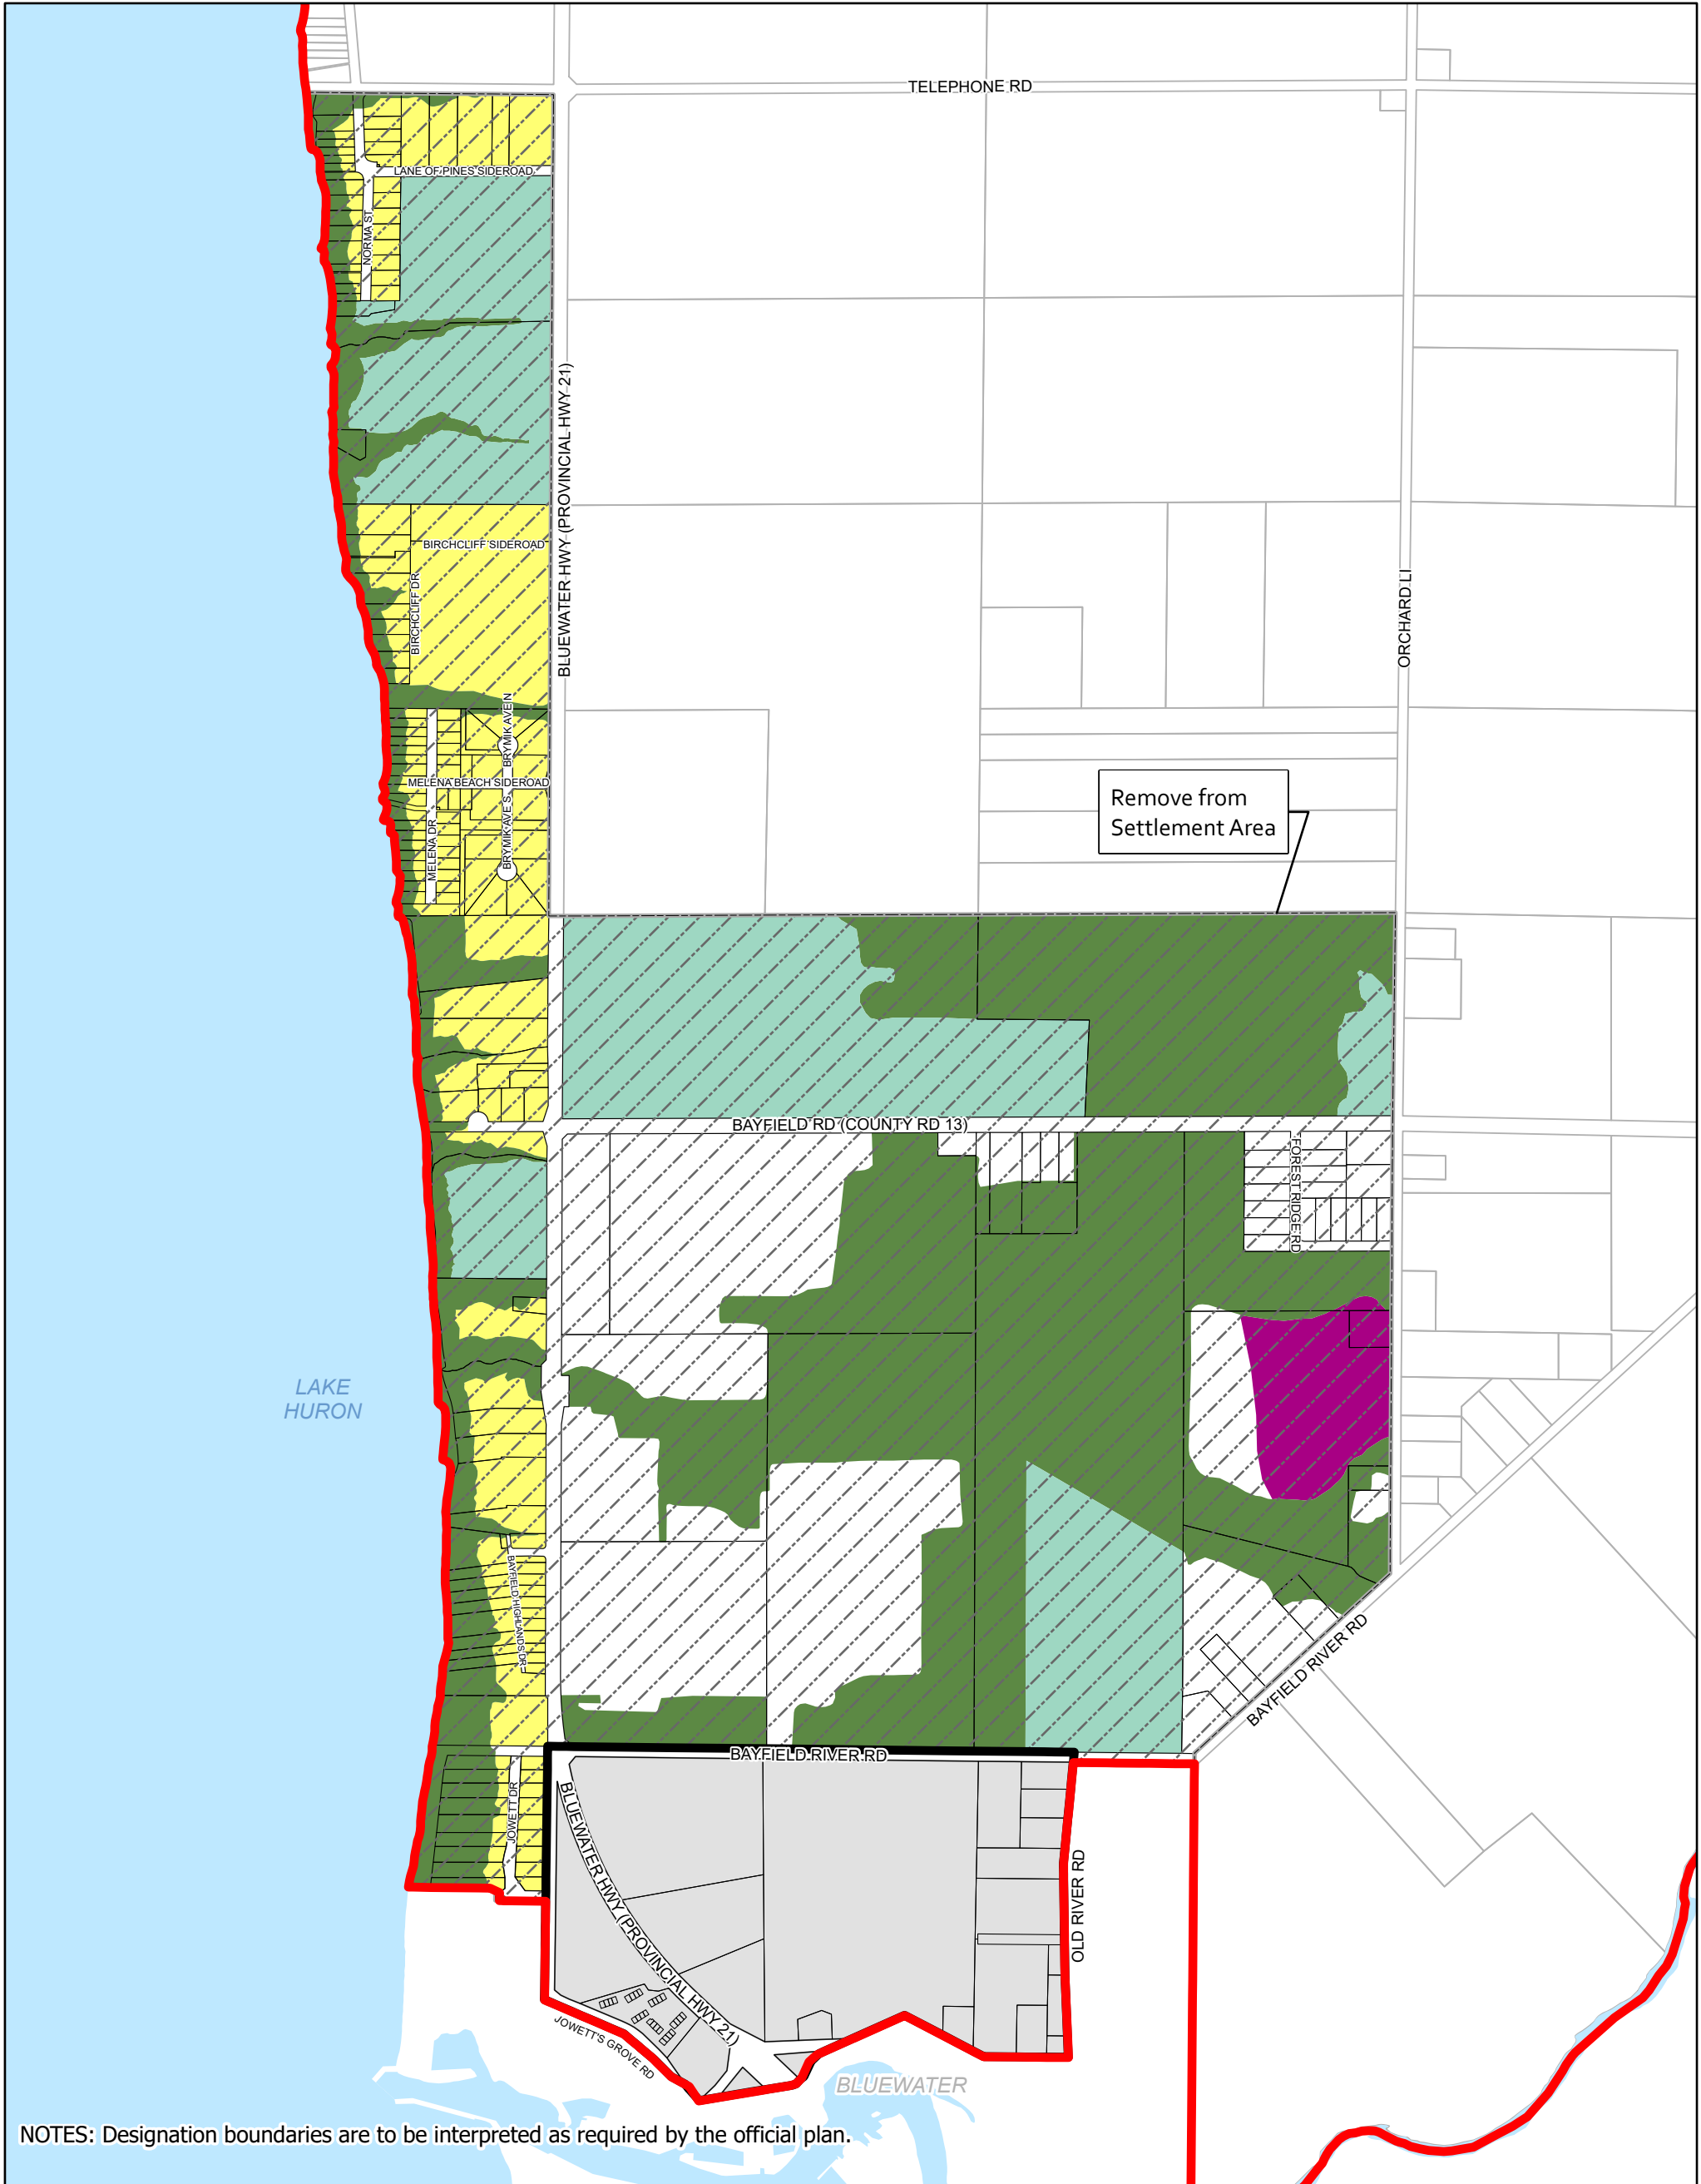 TELEPHONE RD
LANE OF PINES SIDEROAD
NORMA ST
BLUEWATER HWY (PROVINCIAL HWY 21)
BIRCHCLIFF SIDEROAD
BIRCHCLIFF DR
ORCHARD LI
BRYMIK AVE N
MELENA BEACH SIDEROAD
MELENA DR
BRYMIK AVE S
Remove from
Settlement Area
BAYFIELD RD (COUNTY RD 13)
FOREST RIDGE RD
LAKE
HURON
BAYFIELD HIGHLANDS DR
BAYFIELD RIVER RD
BAYFIELD RIVER RD
JOWETT DR
BLUEWATER HWY (PROVINCIAL HWY 21)
OLD RIVER RD
JOWETT'S GROVE RD
BLUEWATER
NOTES: Designation boundaries are to be interpreted as required by the official plan.